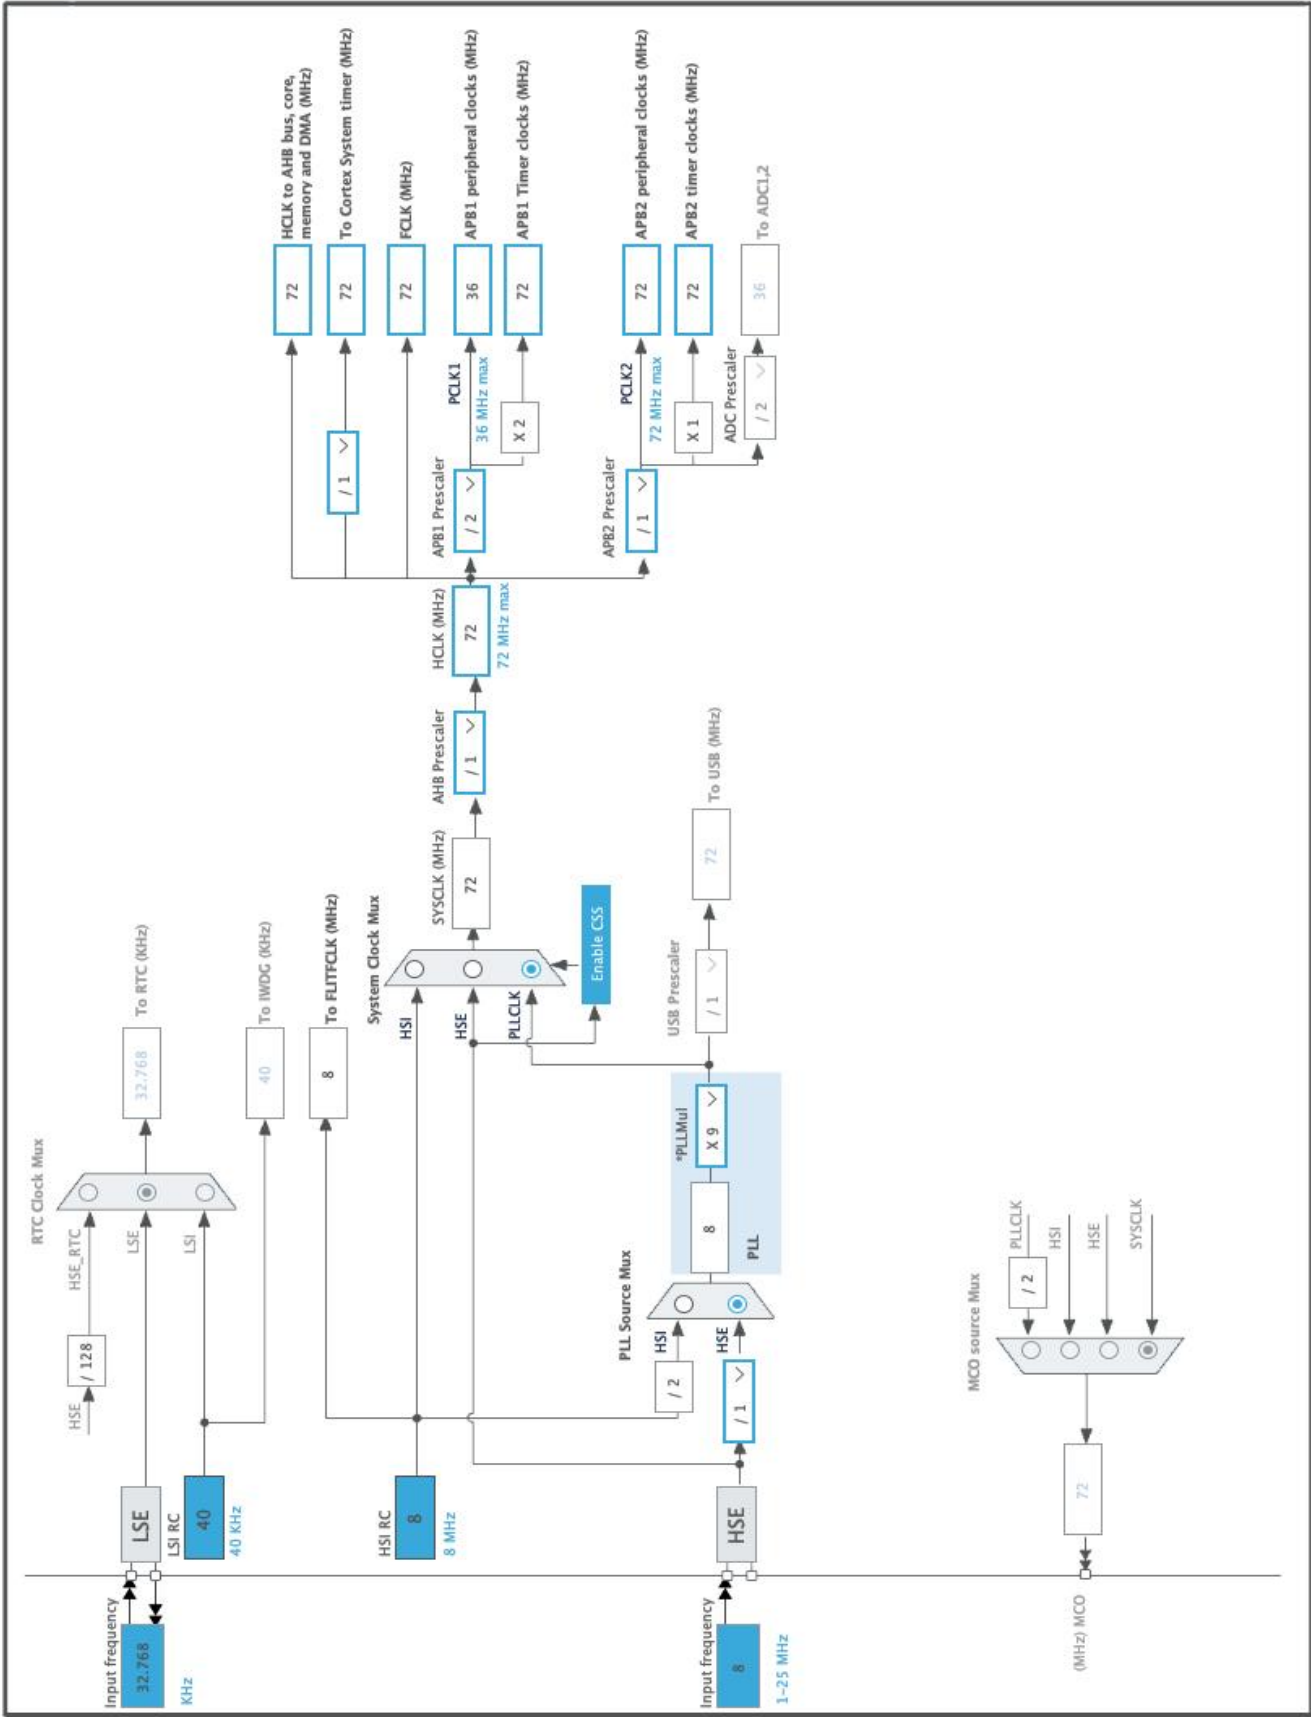 RTC Clock Mux
HSE
/ 128
HSE_RTC
LSE
LSI
32.768
To RTC (KHz)
40
To IWDG (KHz)
Input frequency
32.768
KHz
LSE
LSI RC
40
40 KHz
8
To FLITFCLK (MHz)
HSI RC
8
8 MHz
System Clock Mux
HSI
HSE
PLLCLK
Enable CSS
SYSCLK (MHz)
72
AHB Prescaler
/ 1
HCLK (MHz)
72
72 MHz max
72
HCLK to AHB bus, core,
memory and DMA (MHz)
/ 1
72
To Cortex System timer (MHz)
72
FCLK (MHz)
APB1 Prescaler
/ 2
PCLK1
36 MHz max
36
APB1 peripheral clocks (MHz)
X 2
72
APB1 Timer clocks (MHz)
APB2 Prescaler
/ 1
PCLK2
72 MHz max
72
APB2 peripheral clocks (MHz)
X 1
72
APB2 timer clocks (MHz)
ADC Prescaler
/ 2
36
To ADC1,2
Input frequency
8
1-25 MHz
HSE
PLL Source Mux
/ 2
HSI
/ 1
HSE
8
*PLLMul
X 9
PLL
USB Prescaler
/ 1
72
To USB (MHz)
MCO source Mux
(MHz) MCO
72
/ 2
PLLCLK
HSI
HSE
SYSCLK